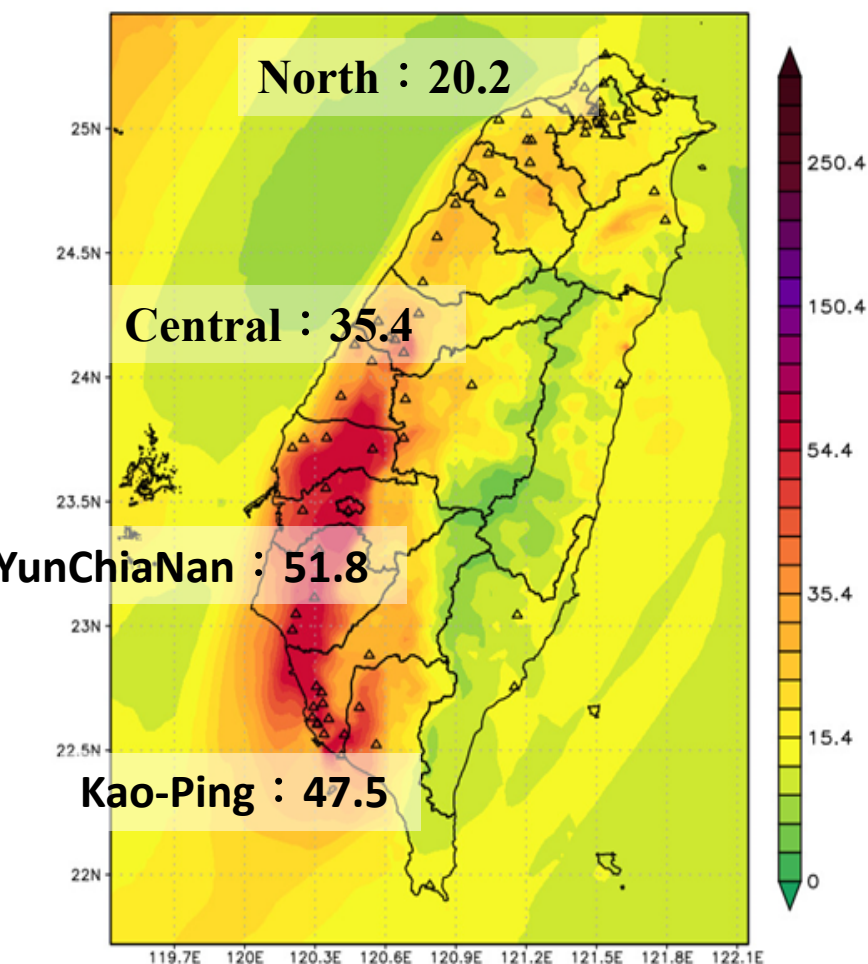 North：20.2
25N
24.5N
Central：35.4
24N
23.5N
YunChiaNan：51.8
23N
22.5N
Kao-Ping：47.5
22N
119.7E 120E 120.3E 120.6E 120.9E 121.2E 121.5E 121.8E 122.1E
250.4
150.4
54.4
35.4
15.4
0